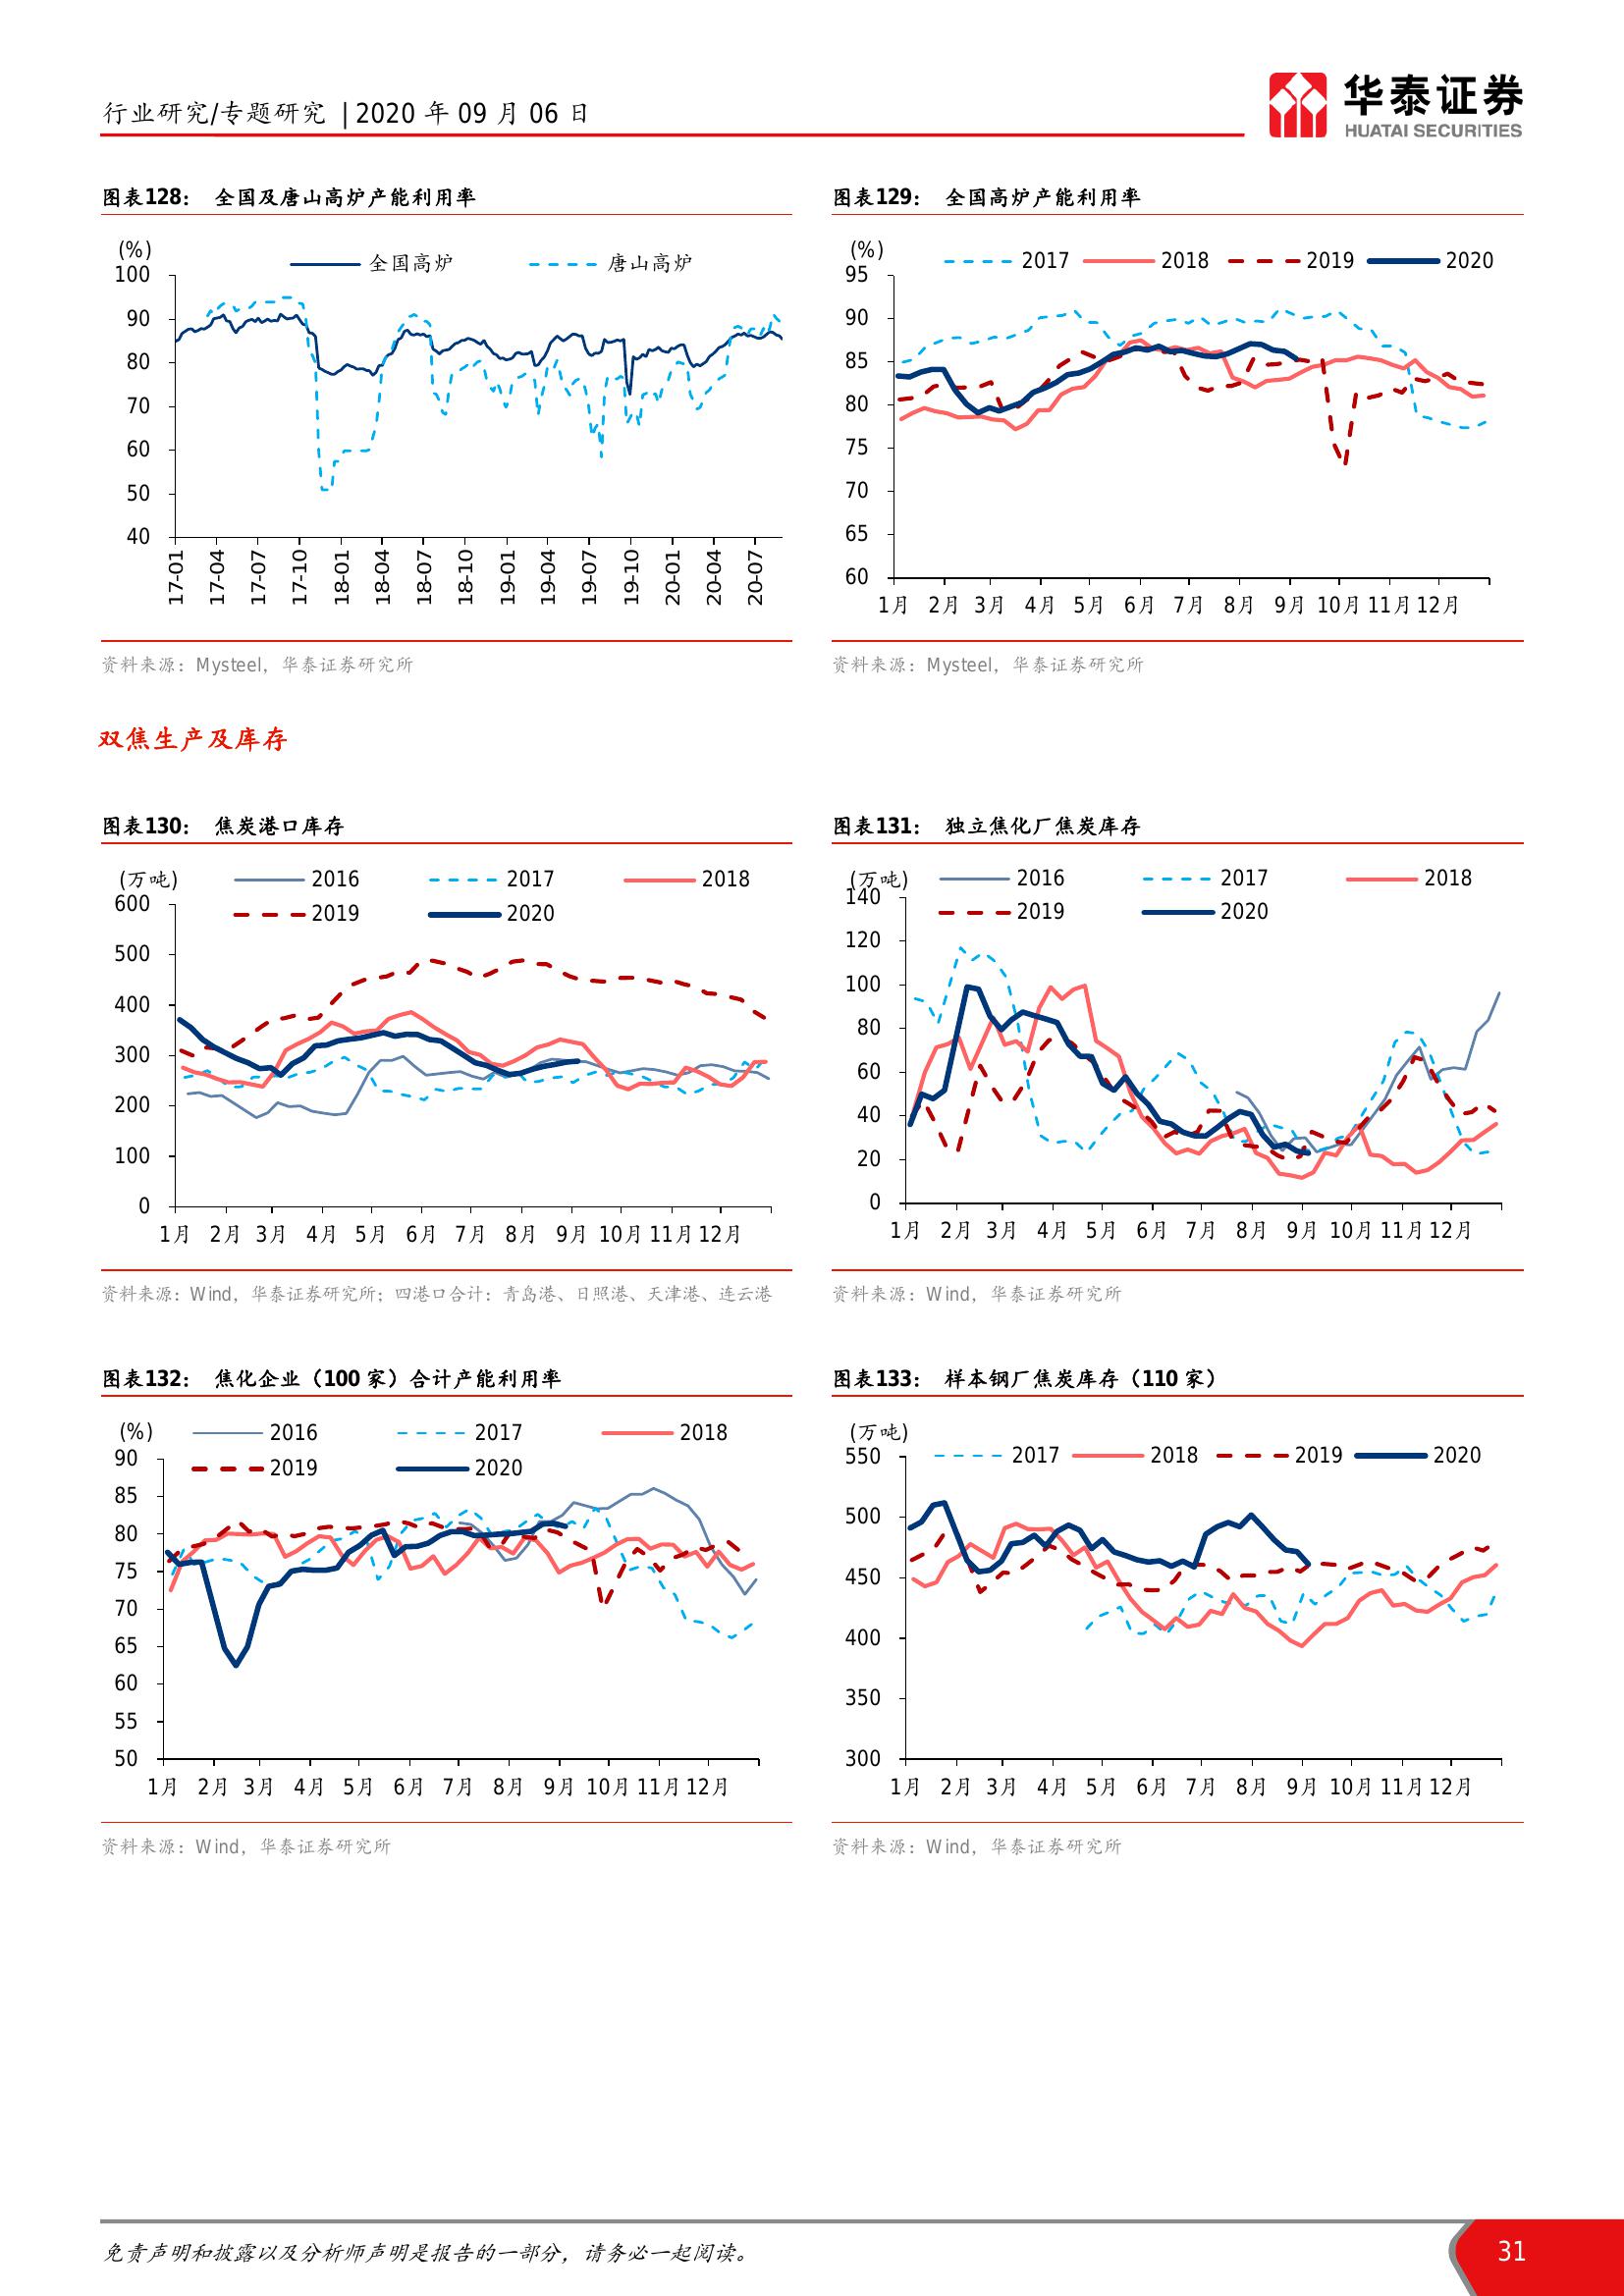 行业研究/专题研究 | 2020 年 09 月 06 日
华泰证券
HUATAI SECURITIES
图表128： 全国及唐山高炉产能利用率
(%)
全国高炉 唐山高炉
100
90
80
70
60
50
40
17-01 17-04 17-07 17-10 18-01 18-04 18-07 18-10 19-01 19-04 19-07 19-10 20-01 20-04 20-07
资料来源：Mysteel，华泰证券研究所
图表129： 全国高炉产能利用率
(%)
2017 2018 2019 2020
95
90
85
80
75
70
65
60
1月 2月 3月 4月 5月 6月 7月 8月 9月 10月 11月 12月
资料来源：Mysteel，华泰证券研究所
双焦生产及库存
图表130： 焦炭港口库存
(万吨)
2016 2017 2018
2019 2020
600
500
400
300
200
100
0
1月 2月 3月 4月 5月 6月 7月 8月 9月 10月 11月 12月
资料来源：Wind，华泰证券研究所；四港口合计：青岛港、日照港、天津港、连云港
图表131： 独立焦化厂焦炭库存
(万吨)
2016 2017 2018
2019 2020
140
120
100
80
60
40
20
0
1月 2月 3月 4月 5月 6月 7月 8月 9月 10月 11月 12月
资料来源：Wind，华泰证券研究所
图表132： 焦化企业（100 家）合计产能利用率
(%)
2016 2017 2018
2019 2020
90
85
80
75
70
65
60
55
50
1月 2月 3月 4月 5月 6月 7月 8月 9月 10月 11月 12月
资料来源：Wind，华泰证券研究所
图表133： 样本钢厂焦炭库存（110 家）
(万吨)
2017 2018 2019 2020
550
500
450
400
350
300
1月 2月 3月 4月 5月 6月 7月 8月 9月 10月 11月 12月
资料来源：Wind，华泰证券研究所
免责声明和披露以及分析师声明是报告的一部分，请务必一起阅读。
31